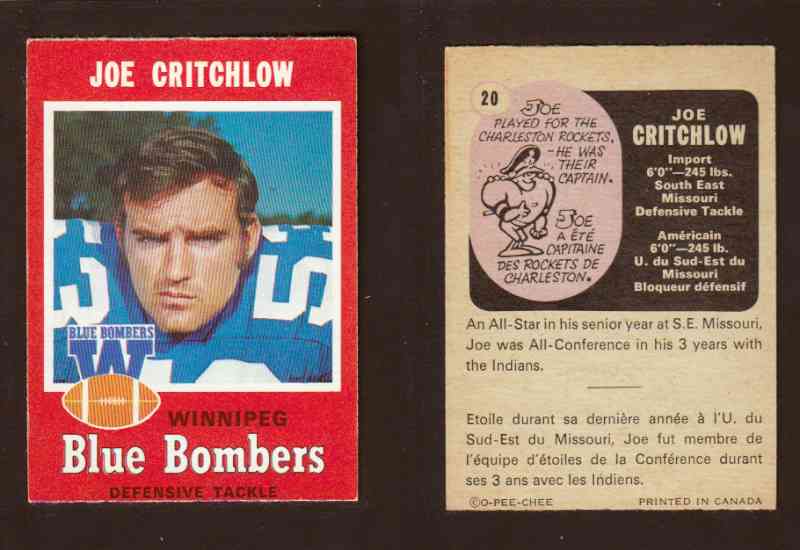 JOE CRITCHLOW
53
53
BLUE BOMBERS
W
WINNIPEG
Blue Bombers
DEFENSIVE TACKLE
20
JOE
PLAYED FOR THE
CHARLESTON ROCKETS.
-HE WAS
THEIR
CAPTAIN.
JOE
A ÉTÉ
CAPITAINE
DES ROCKETS DE
CHARLESTON.
JOE
CRITCHLOW
Import
6'0"—245 lbs.
South East
Missouri
Defensive Tackle
Américain
6'0"—245 lb.
U. du Sud-Est du
Missouri
Bloqueur défensif
An All-Star in his senior year at S.E. Missouri,
Joe was All-Conference in his 3 years with
the Indians.
Etoile durant sa dernière année à l'U. du
Sud-Est du Missouri, Joe fut membre de
l'équipe d'étoiles de la Conférence durant
ses 3 ans avec les Indiens.
©O-PEE-CHEE PRINTED IN CANADA